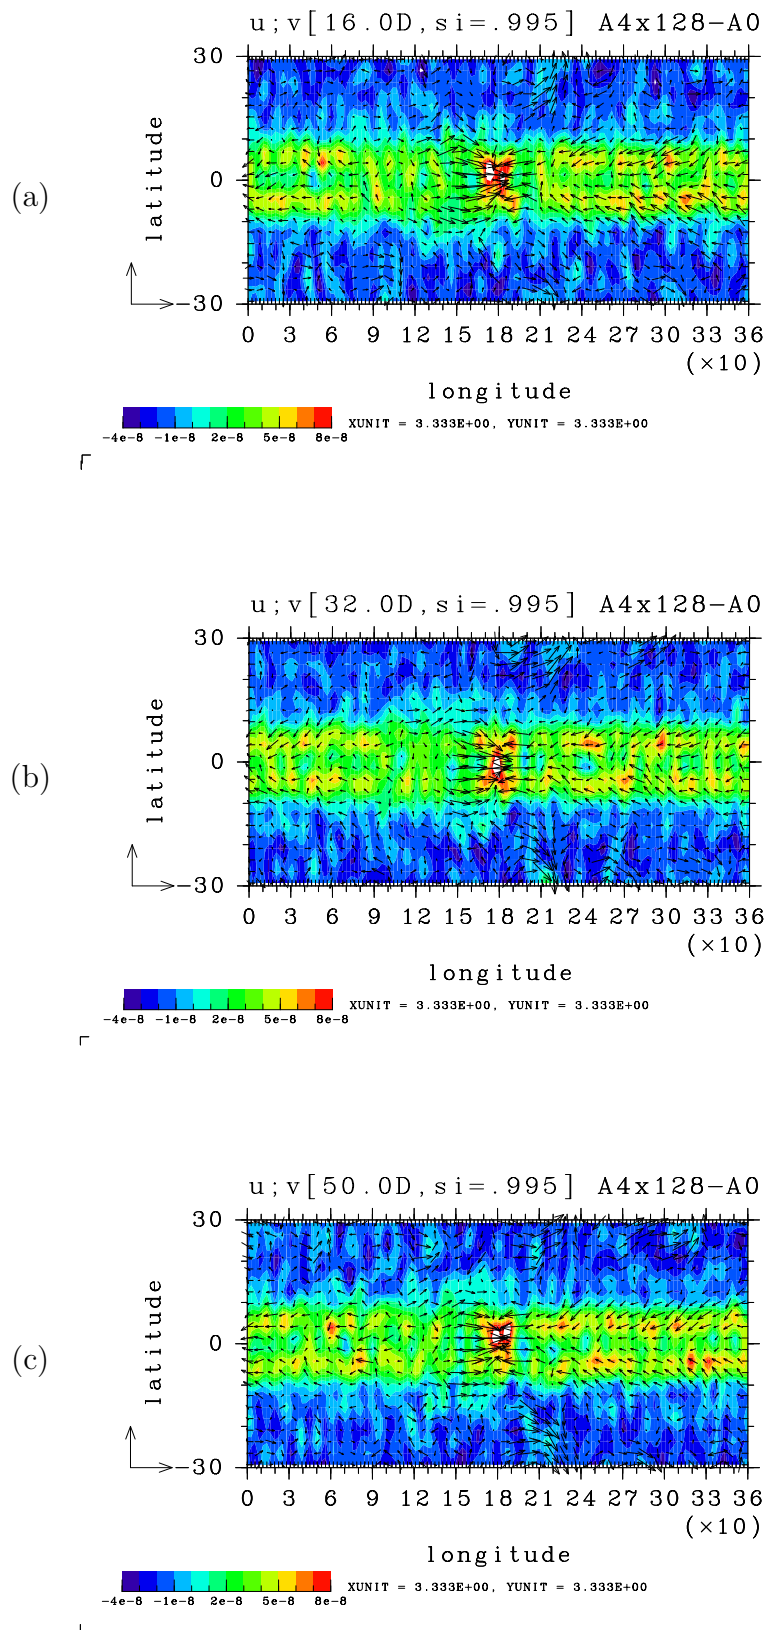 u;v[16.0D,si=.995] A4x128−A0
30
0
−30
latitude
(a)
0 3 6 9 12 15 18 21 24 27 30 33 36
(×10)
longitude
-4e-8 -1e-8 2e-8 5e-8 8e-8
XUNIT = 3.333E+00, YUNIT = 3.333E+00
u;v[32.0D,si=.995] A4x128−A0
30
0
−30
latitude
(b)
0 3 6 9 12 15 18 21 24 27 30 33 36
(×10)
longitude
-4e-8 -1e-8 2e-8 5e-8 8e-8
XUNIT = 3.333E+00, YUNIT = 3.333E+00
u;v[50.0D,si=.995] A4x128−A0
30
0
−30
latitude
(c)
0 3 6 9 12 15 18 21 24 27 30 33 36
(×10)
longitude
-4e-8 -1e-8 2e-8 5e-8 8e-8
XUNIT = 3.333E+00, YUNIT = 3.333E+00